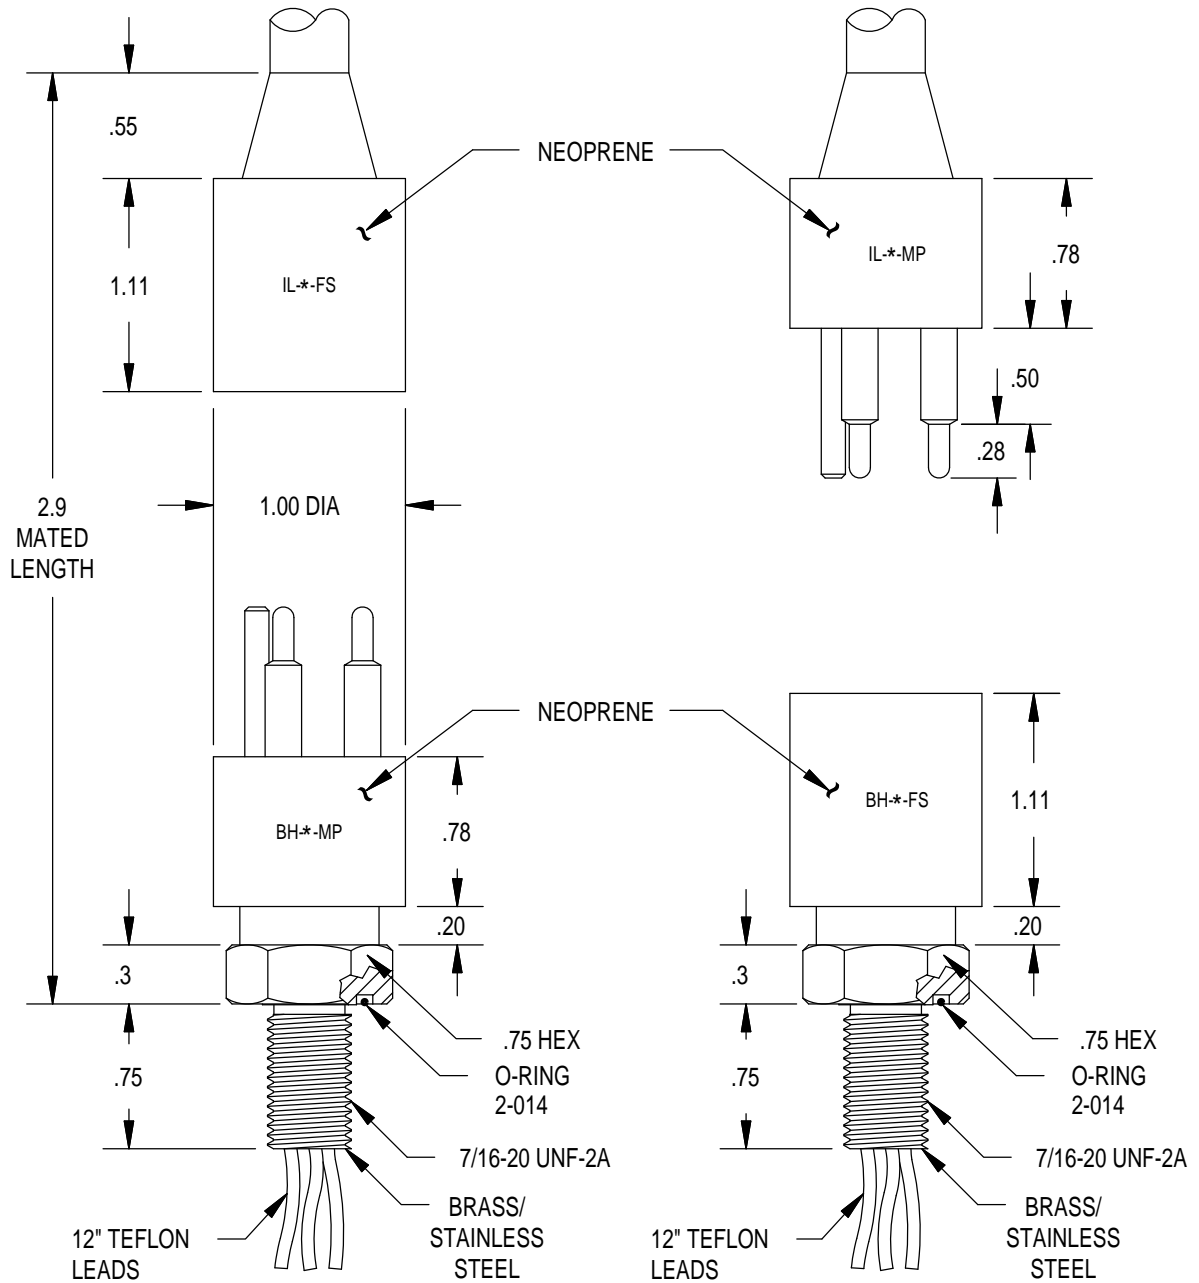 .55
NEOPRENE
1.11
IL-*-FS
IL-*-MP
.78
.50
.28
2.9
MATED
LENGTH
1.00 DIA
NEOPRENE
BH-*-MP
.78
BH-*-FS
1.11
.20
.20
.3
.3
.75 HEX
.75 HEX
.75
O-RING
2-014
.75
O-RING
2-014
7/16-20 UNF-2A
7/16-20 UNF-2A
12" TEFLON
LEADS
BRASS/
STAINLESS
STEEL
12" TEFLON
LEADS
BRASS/
STAINLESS
STEEL